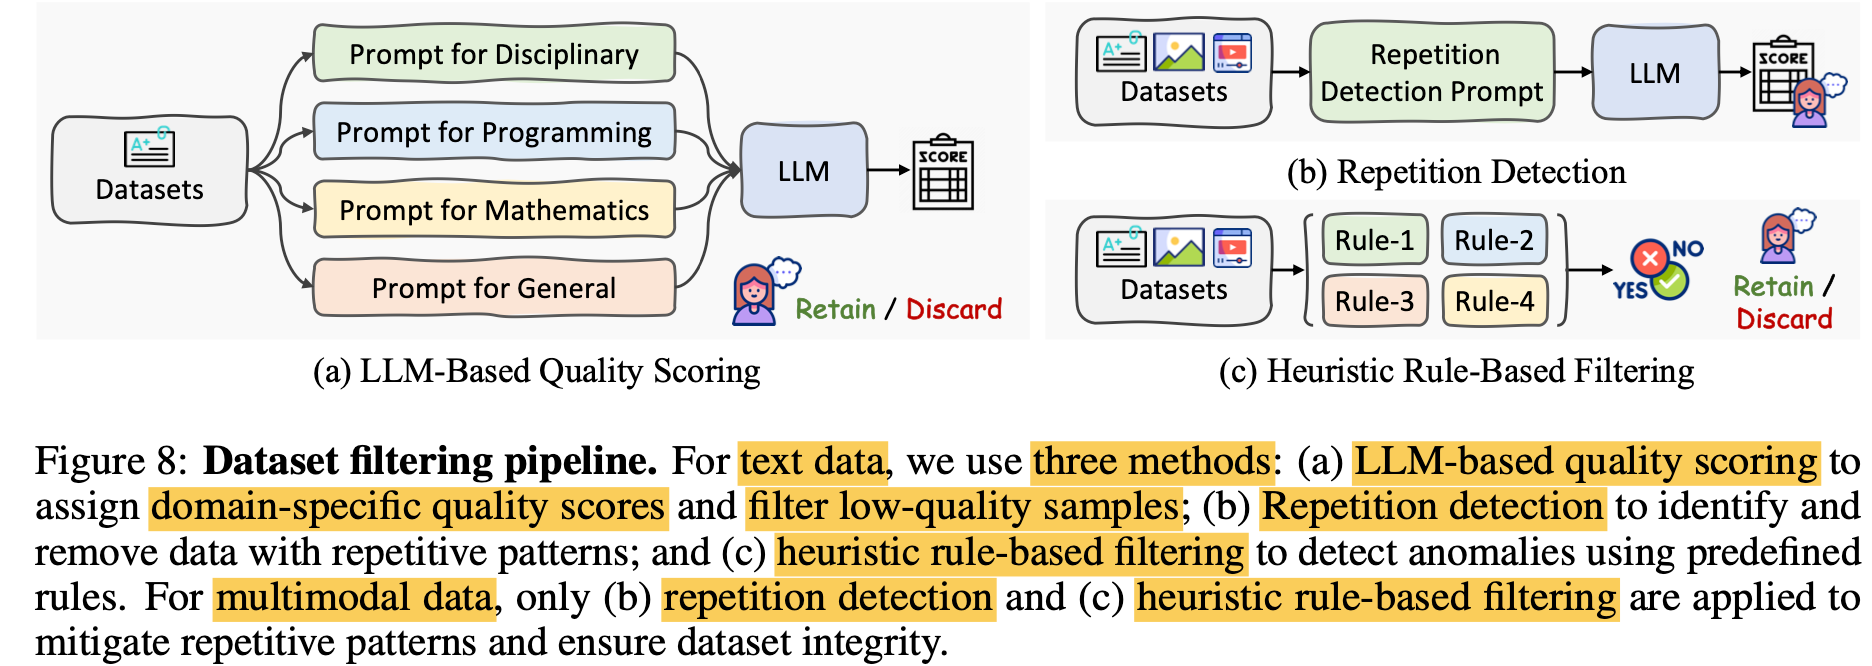 Datasets
A+
Prompt for Disciplinary
Prompt for Programming
Prompt for Mathematics
Prompt for General
LLM
SCORE
Retain / Discard
(a) LLM-Based Quality Scoring
A+
Datasets
Repetition
Detection Prompt
LLM
SCORE
(b) Repetition Detection
A+
Datasets
Rule-1
Rule-2
Rule-3
Rule-4
NO
YES
Retain /
Discard
(c) Heuristic Rule-Based Filtering
Figure 8: Dataset filtering pipeline. For text data, we use three methods: (a) LLM-based quality scoring to
assign domain-specific quality scores and filter low-quality samples; (b) Repetition detection to identify and
remove data with repetitive patterns; and (c) heuristic rule-based filtering to detect anomalies using predefined
rules. For multimodal data, only (b) repetition detection and (c) heuristic rule-based filtering are applied to
mitigate repetitive patterns and ensure dataset integrity.